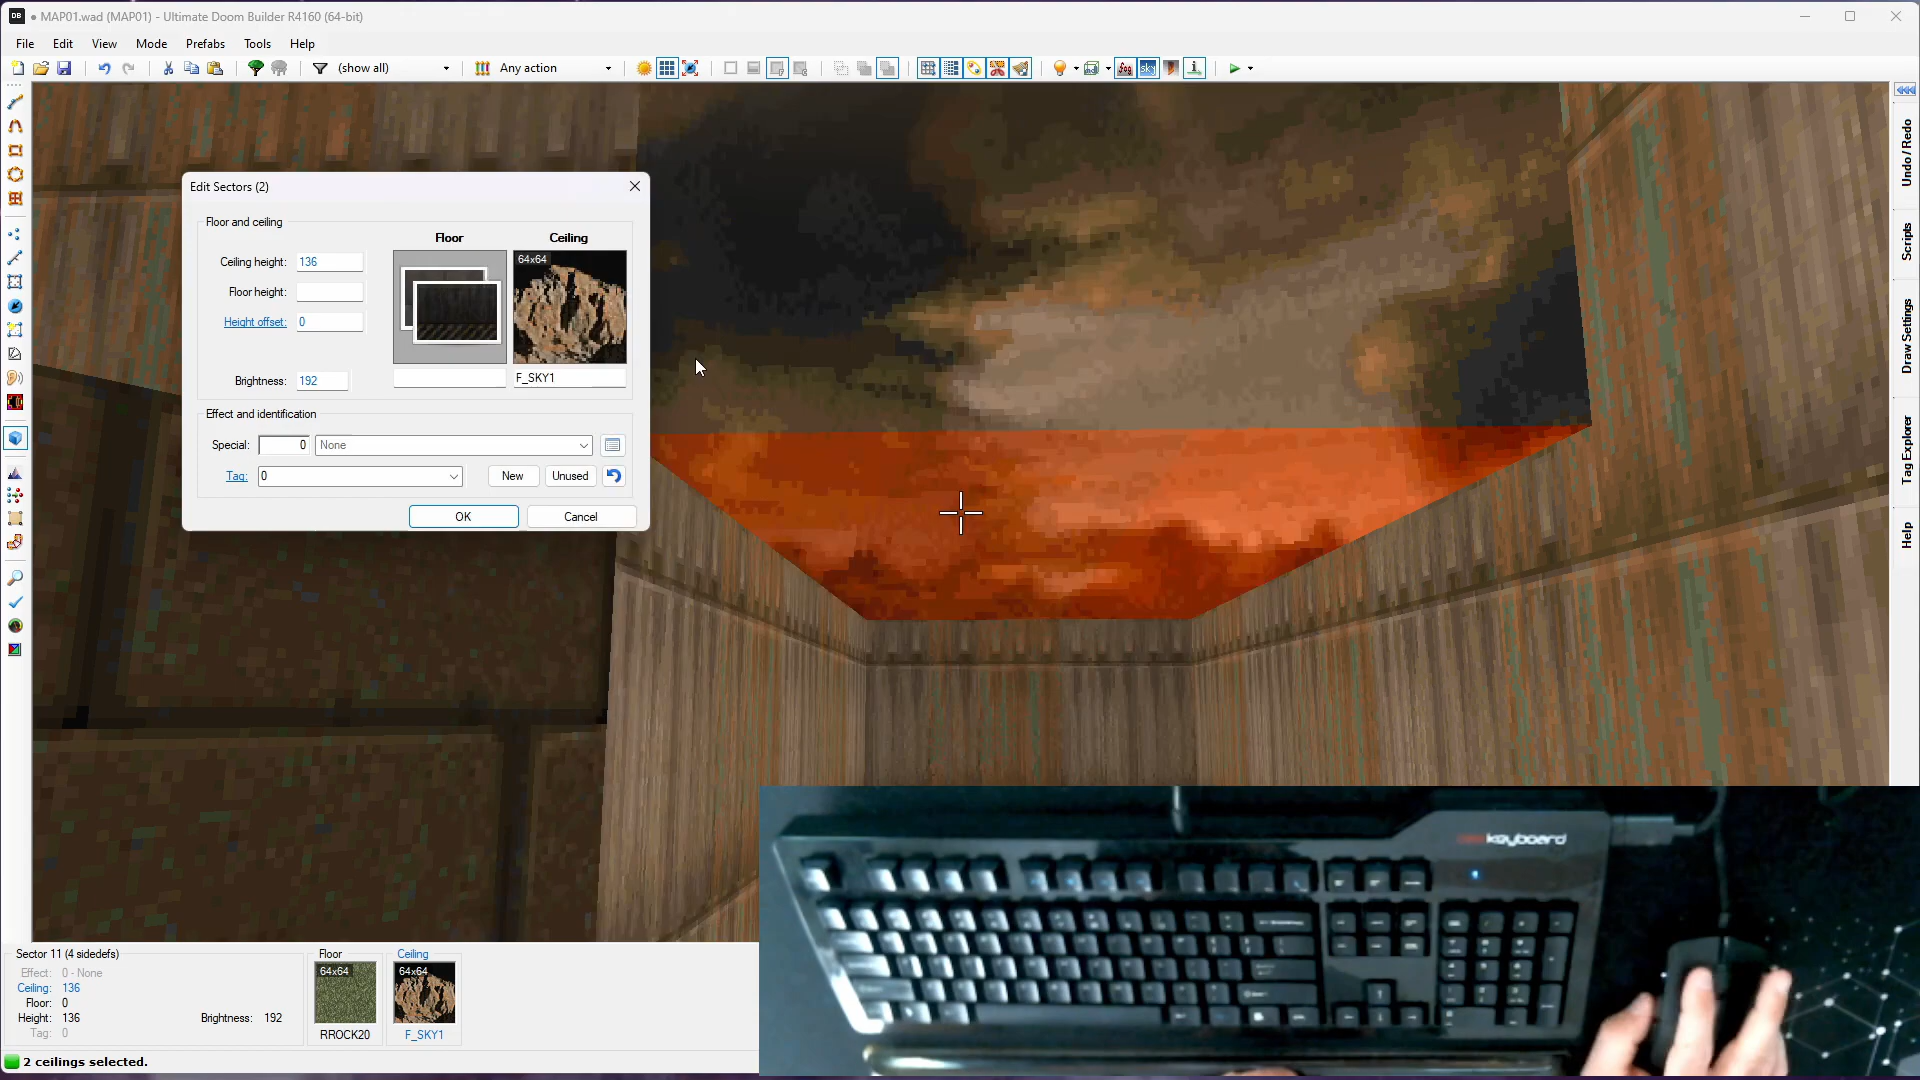 DB • MAP01.wad (MAP01) - Ultimate Doom Builder R4160 (64-bit)
File Edit View Mode Prefabs Tools Help
(show all) Any action
fog sky
Edit Sectors (2)
Floor and ceiling
Floor Ceiling
Ceiling height: 136
64x64
Floor height:
Height offset: 0
Brightness: 192
F_SKY1
Effect and identification
Special: 0 None
Tag: 0 New Unused
OK Cancel
Undo / Redo
Scripts
Draw Settings
Tag Explorer
Help
keyboard
Sector 11 (4 sidedefs)
Effect: 0 - None
Ceiling: 136
Floor: 0
Height: 136 Brightness: 192
Tag: 0
Floor Ceiling
64x64 64x64
RROCK20 F_SKY1
2 ceilings selected.